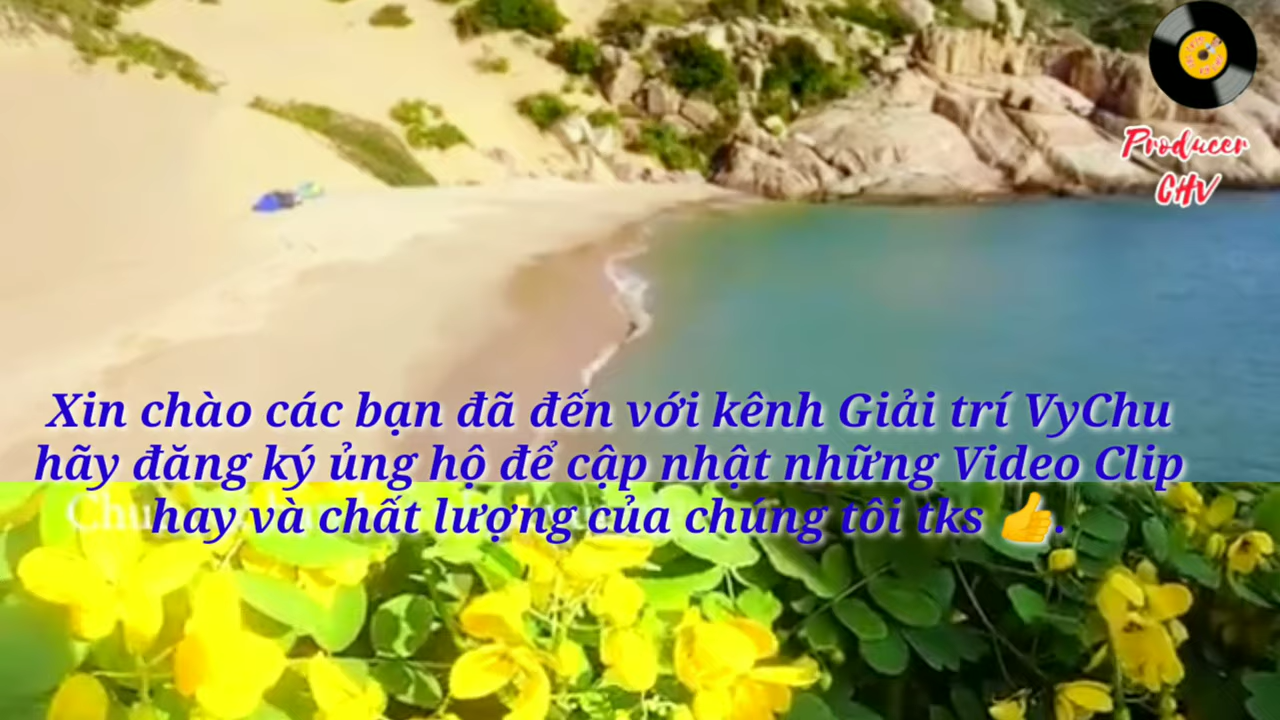 Producer
CHV
Xin chào các bạn đã đến với kênh Giải trí VyChu
hãy đăng ký ủng hộ để cập nhật những Video Clip
hay và chất lượng của chúng tôi tks 👍.